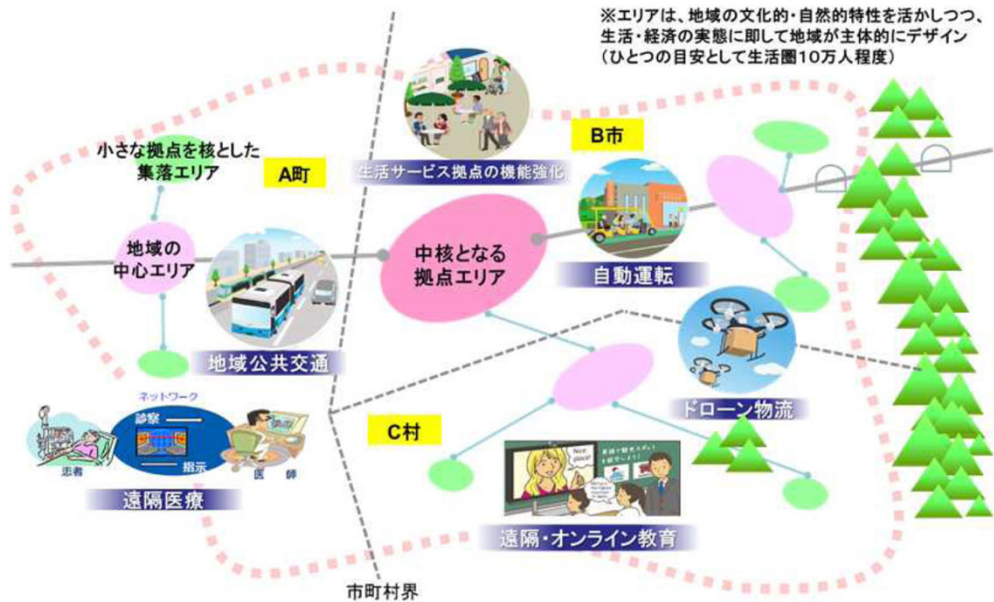 ※エリアは、地域の文化的・自然的特性を活かしつつ、
生活・経済の実態に即して地域が主体的にデザイン
(ひとつの目安として生活圏10万人程度)
小さな拠点を核とした
集落エリア
A町
生活サービス拠点の機能強化
B市
地域の
中心エリア
中核となる
拠点エリア
自動運転
地域公共交通
ドローン物流
ネットワーク
診察
指示
患者
医師
遠隔医療
C村
Nice
place!
遠隔・オンライン教育
市町村界